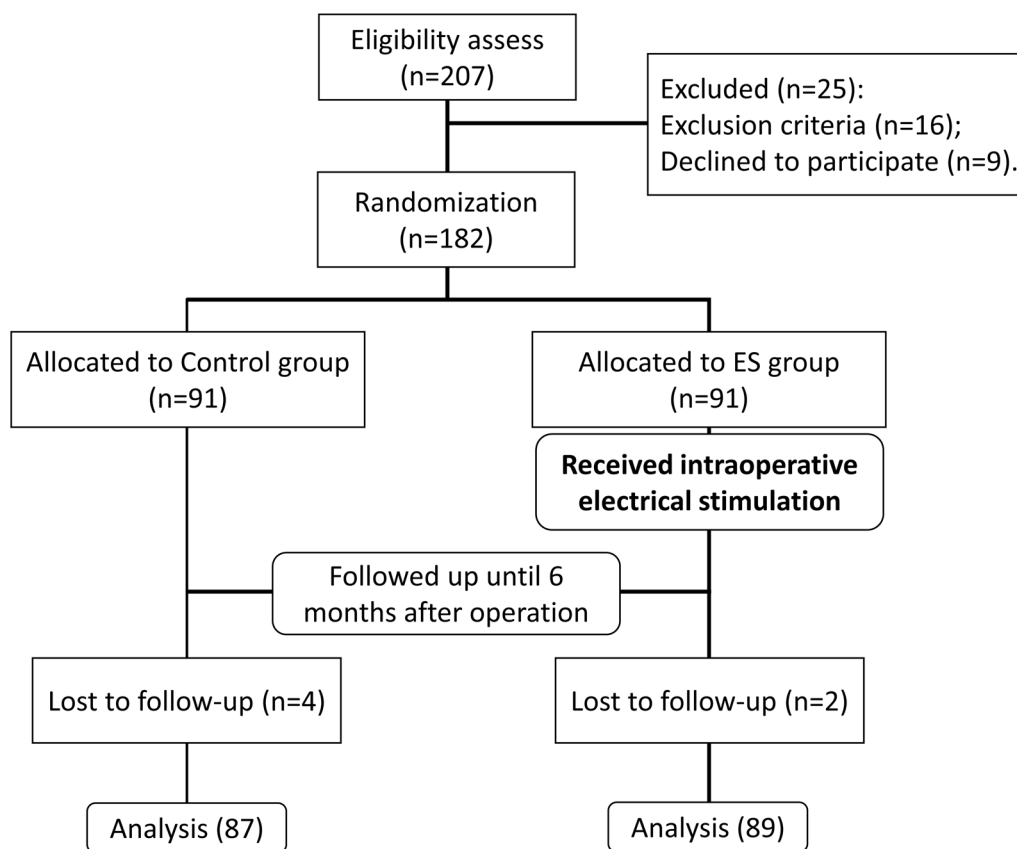 Eligibility assess
(n=207)
Excluded (n=25):
Exclusion criteria (n=16);
Declined to participate (n=9).
Randomization
(n=182)
Allocated to Control group
(n=91)
Allocated to ES group
(n=91)
Received intraoperative
electrical stimulation
Followed up until 6
months after operation
Lost to follow-up (n=4)
Lost to follow-up (n=2)
Analysis (87)
Analysis (89)